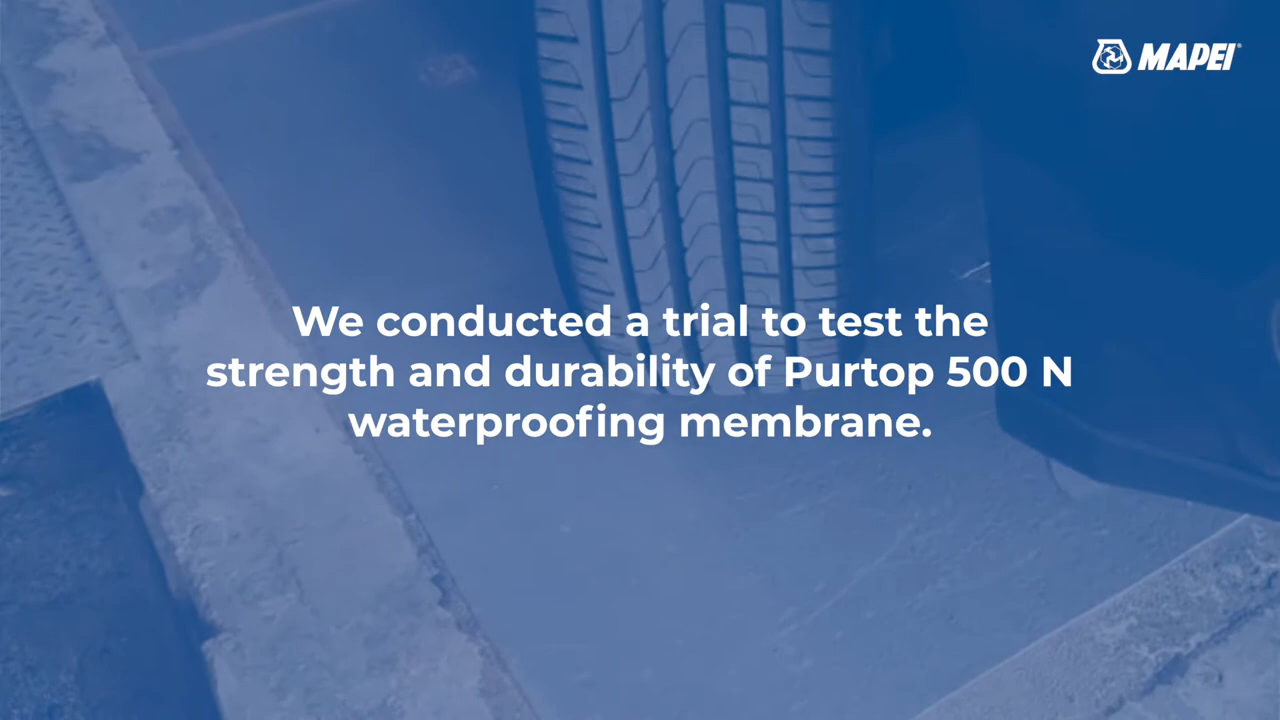 MAPEI®
We conducted a trial to test the
strength and durability of Purtop 500 N
waterproofing membrane.